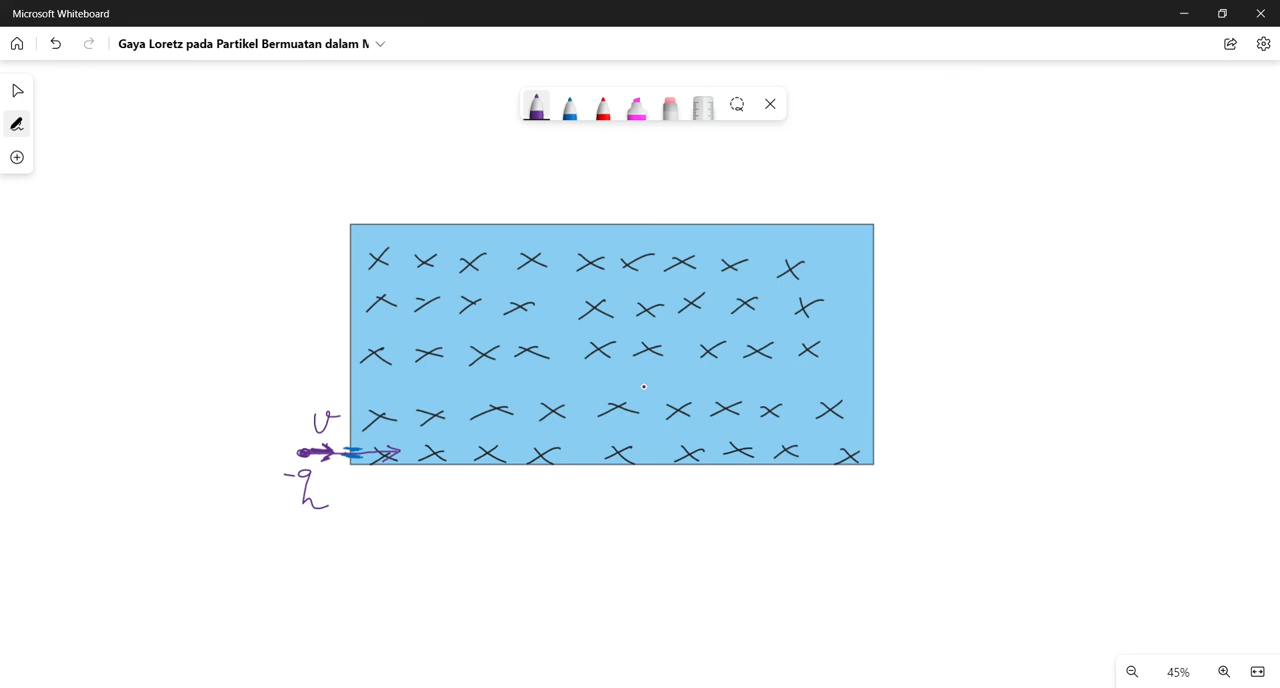 Microsoft Whiteboard
Gaya Loretz pada Partikel Bermuatan dalam M
× × × × × × × × ×
× × × × × × × × ×
× × × × × × × × ×
× × × × × × × × ×
v
× × × × × × × × ×
-q
45%